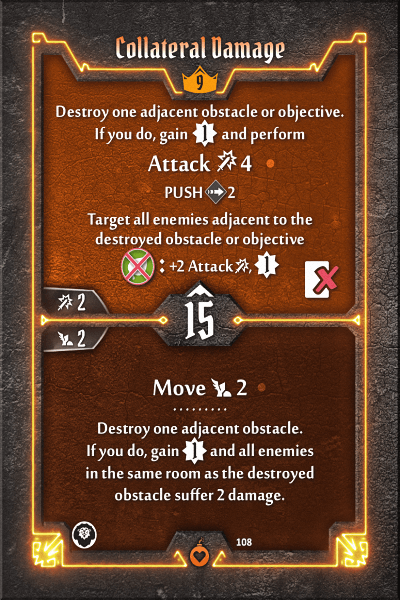 Collateral Damage
9
Destroy one adjacent obstacle or objective.
If you do, gain 1 and perform
Attack 4
PUSH 2
Target all enemies adjacent to the
destroyed obstacle or objective
: +2 Attack, 1
2
15
2
Move 2
Destroy one adjacent obstacle.
If you do, gain 1 and all enemies
in the same room as the destroyed
obstacle suffer 2 damage.
108